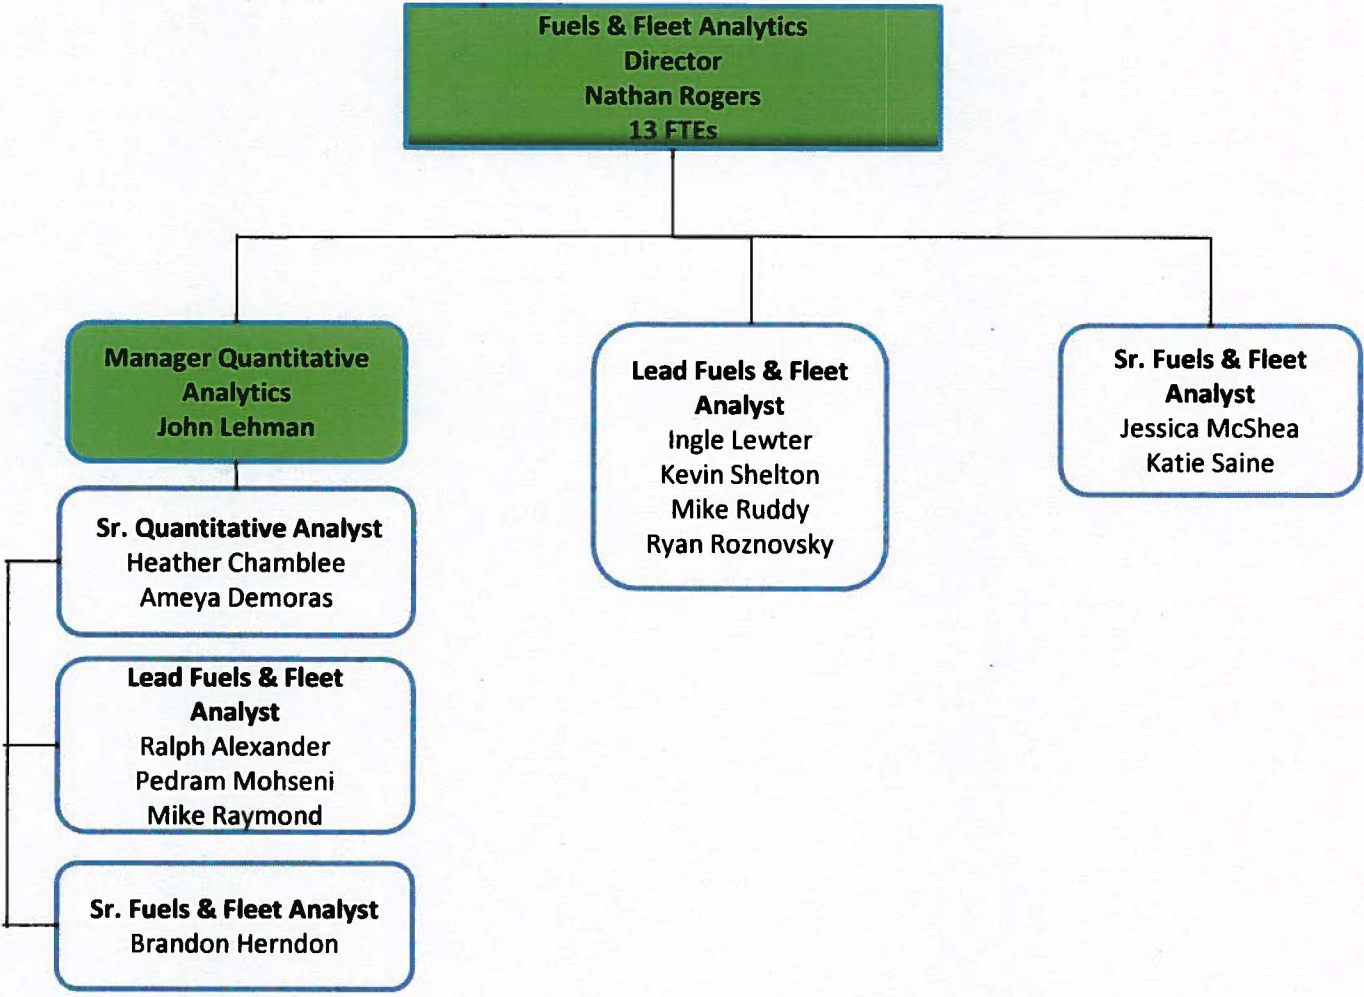 Fuels & Fleet Analytics
Director
Nathan Rogers
13 FTEs
Manager Quantitative
Analytics
John Lehman
Sr. Quantitative Analyst
Heather Chamblee
Ameya Demoras
Lead Fuels & Fleet
Analyst
Ralph Alexander
Pedram Mohseni
Mike Raymond
Sr. Fuels & Fleet Analyst
Brandon Herndon
Lead Fuels & Fleet
Analyst
Ingle Lewter
Kevin Shelton
Mike Ruddy
Ryan Roznovsky
Sr. Fuels & Fleet
Analyst
Jessica McShea
Katie Saine